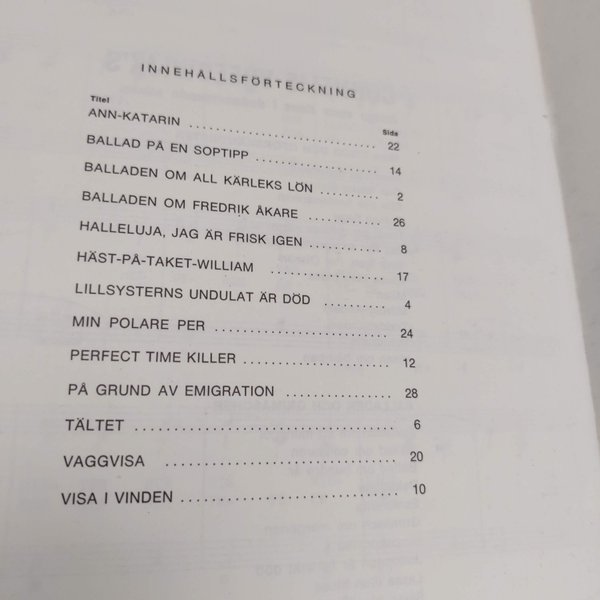 INNEHÅLLSFÖRTECKNING
Titel Sida
ANN-KATARIN 22
BALLAD PÅ EN SOPTIPP 14
BALLADEN OM ALL KÄRLEKS LÖN 2
BALLADEN OM FREDRIK ÅKARE 26
HALLELUJA, JAG ÄR FRISK IGEN 8
HÄST-PÅ-TAKET-WILLIAM 17
LILLSYSTERNS UNDULAT ÄR DÖD 4
MIN POLARE PER 24
PERFECT TIME KILLER 12
PÅ GRUND AV EMIGRATION 28
TÄLTET 6
VAGGVISA 20
VISA I VINDEN 10